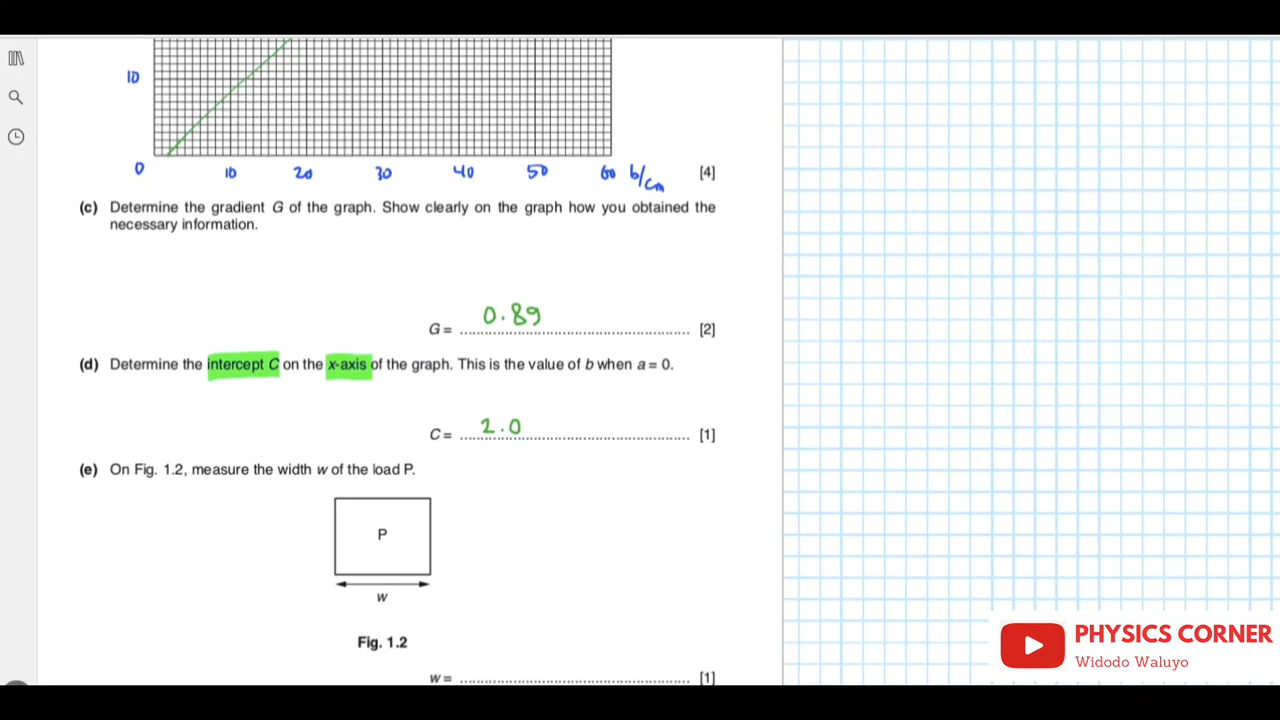 10
0 10 20 30 40 50 60 b/cm [4]
(c) Determine the gradient G of the graph. Show clearly on the graph how you obtained the
necessary information.
G = 0.89 [2]
(d) Determine the intercept C on the x-axis of the graph. This is the value of b when a = 0.
C = 2.0 [1]
(e) On Fig. 1.2, measure the width w of the load P.
P
w
Fig. 1.2
w = [1]
PHYSICS CORNER
Widodo Waluyo